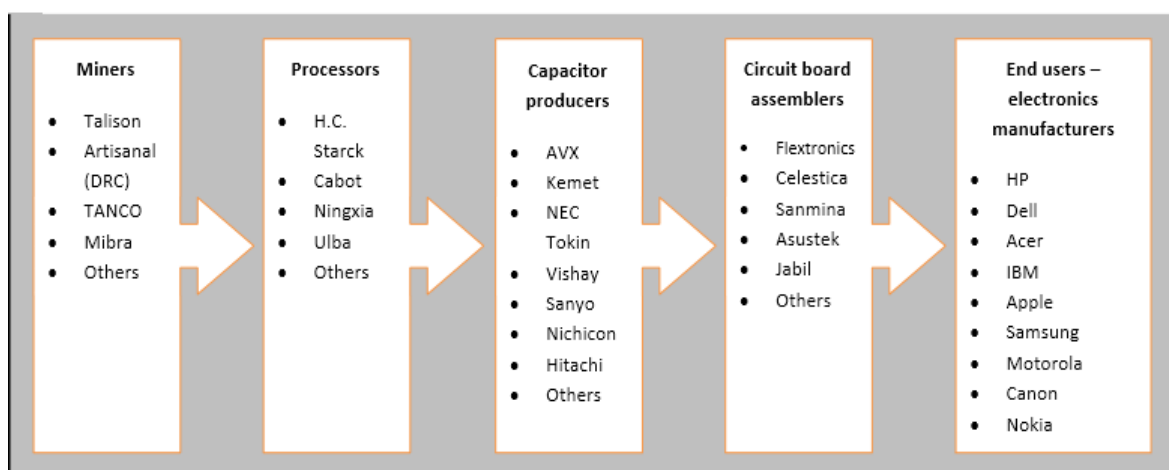 Miners
• Talison
• Artisanal
(DRC)
• TANCO
• Mibra
• Others
Processors
• H.C.
Starck
• Cabot
• Ningxia
• Ulba
• Others
Capacitor
producers
• AVX
• Kemet
• NEC
Tokin
• Vishay
• Sanyo
• Nichicon
• Hitachi
• Others
Circuit board
assemblers
• Flextronics
• Celestica
• Sanmina
• Asustek
• Jabil
• Others
End users –
electronics
manufacturers
• HP
• Dell
• Acer
• IBM
• Apple
• Samsung
• Motorola
• Canon
• Nokia